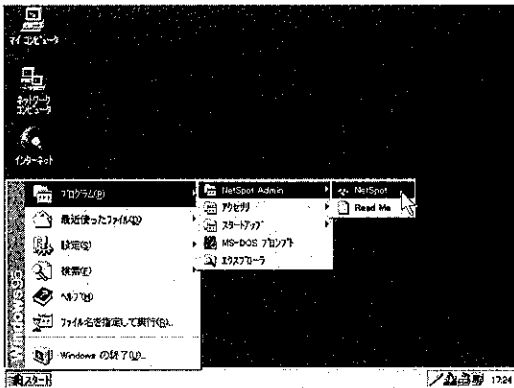 マイ コンピュータ
ネットワーク
コンピュータ
インターネット
プログラム(P)
最近使ったファイル(D)
設定(S)
検索(F)
ヘルプ(H)
ファイル名を指定して実行(R)...
Windows の終了(U)...
NetSpot Admin
アクセサリ
スタートアップ
MS-DOS プロンプト
エクスプローラ
NetSpot
Read Me
Windows98
スタート
17:24